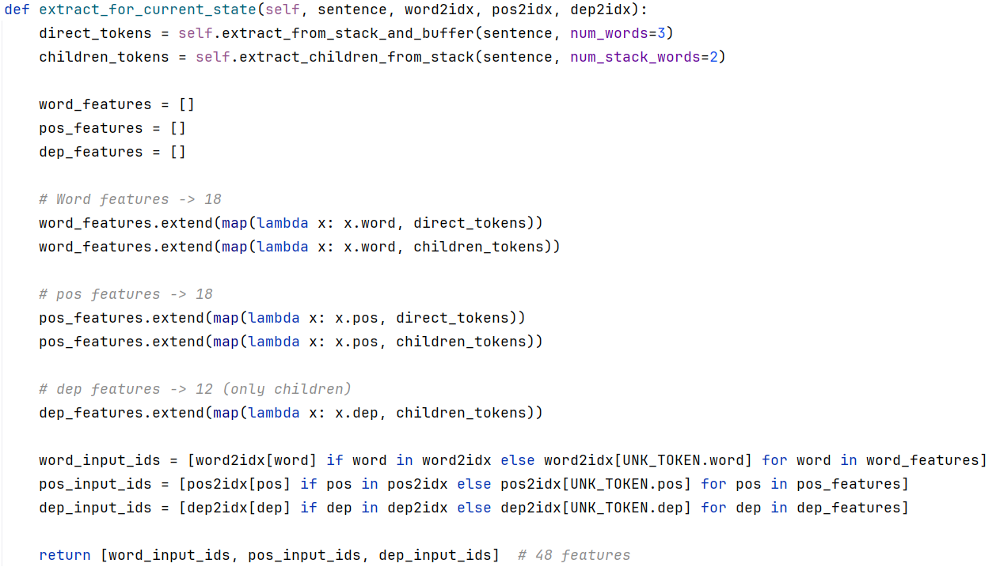 def extract_for_current_state(self, sentence, word2idx, pos2idx, dep2idx):
    direct_tokens = self.extract_from_stack_and_buffer(sentence, num_words=3)
    children_tokens = self.extract_children_from_stack(sentence, num_stack_words=2)

    word_features = []
    pos_features = []
    dep_features = []

    # Word features -> 18
    word_features.extend(map(lambda x: x.word, direct_tokens))
    word_features.extend(map(lambda x: x.word, children_tokens))

    # pos features -> 18
    pos_features.extend(map(lambda x: x.pos, direct_tokens))
    pos_features.extend(map(lambda x: x.pos, children_tokens))

    # dep features -> 12 (only children)
    dep_features.extend(map(lambda x: x.dep, children_tokens))

    word_input_ids = [word2idx[word] if word in word2idx else word2idx[UNK_TOKEN.word] for word in word_features]
    pos_input_ids = [pos2idx[pos] if pos in pos2idx else pos2idx[UNK_TOKEN.pos] for pos in pos_features]
    dep_input_ids = [dep2idx[dep] if dep in dep2idx else dep2idx[UNK_TOKEN.dep] for dep in dep_features]

    return [word_input_ids, pos_input_ids, dep_input_ids]  # 48 features